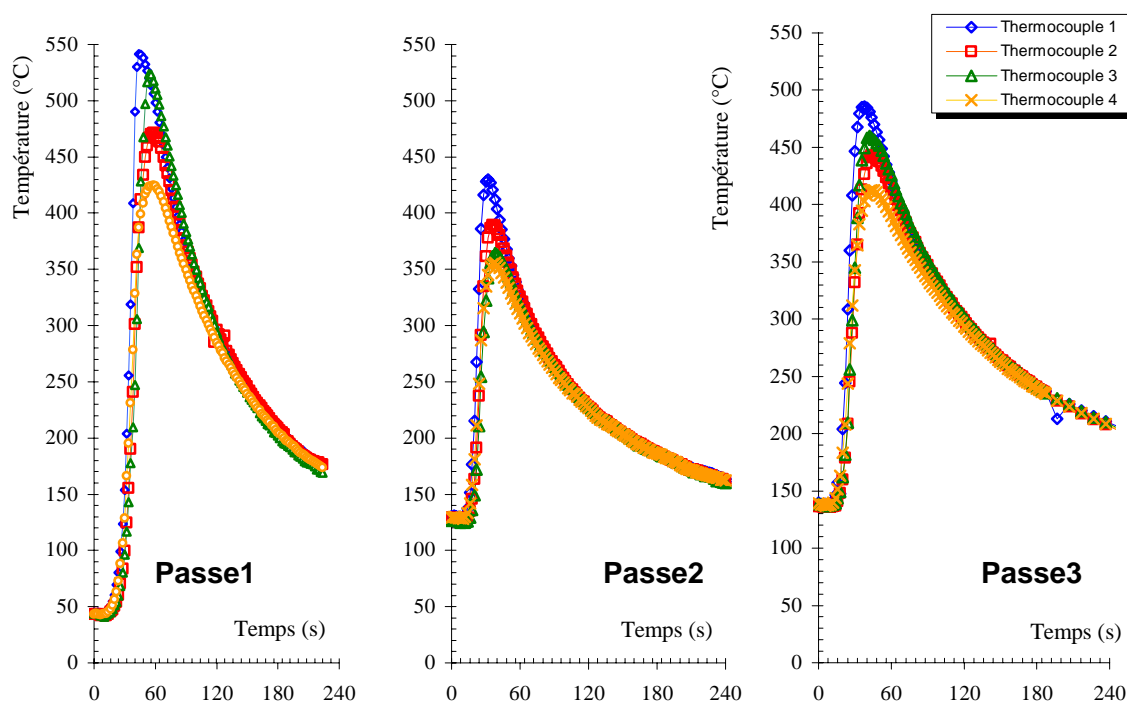 Thermocouple 1
Thermocouple 2
Thermocouple 3
Thermocouple 4
Température (°C)
550
500
450
400
350
300
250
200
150
100
50
0
0 60 120 180 240
Temps (s)
Passe1
Température (°C)
550
500
450
400
350
300
250
200
150
100
50
0
0 60 120 180 240
Temps (s)
Passe2
Température (°C)
550
500
450
400
350
300
250
200
150
100
50
0
0 60 120 180 240
Temps (s)
Passe3